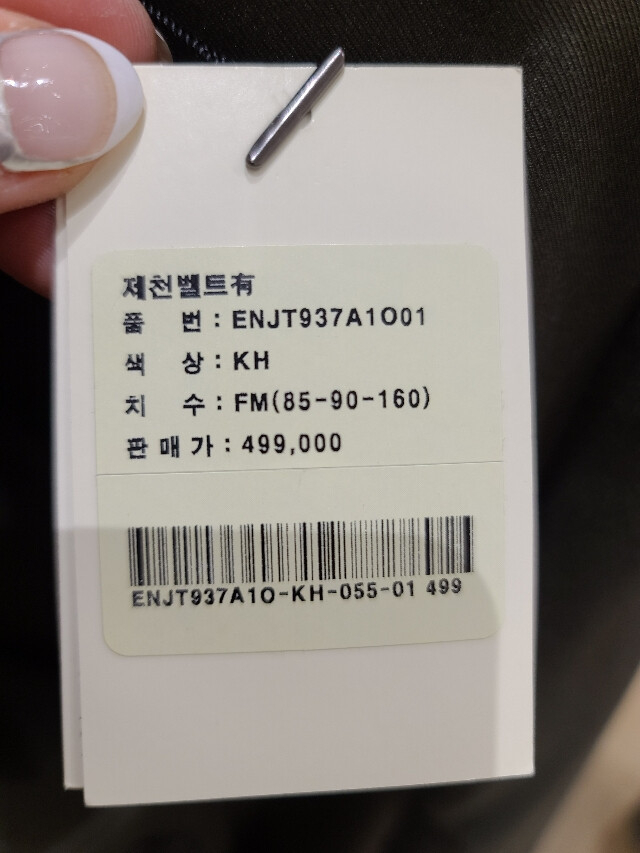 제천벨트有
품 번 : ENJT937A1O01
색 상 : KH
치 수 : FM(85-90-160)
판 매 가 : 499,000
ENJT937A1O-KH-055-01 499